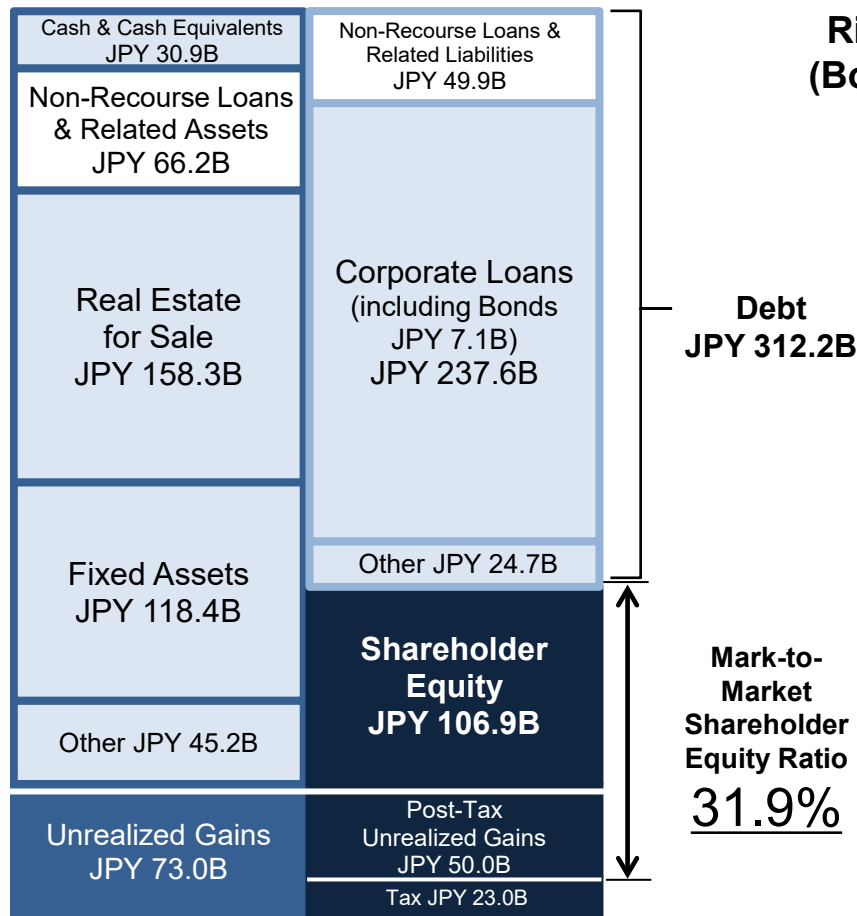 Cash & Cash Equivalents
JPY 30.9B
Non-Recourse Loans
& Related Assets
JPY 66.2B
Real Estate
for Sale
JPY 158.3B
Fixed Assets
JPY 118.4B
Other JPY 45.2B
Unrealized Gains
JPY 73.0B
Non-Recourse Loans &
Related Liabilities
JPY 49.9B
Corporate Loans
(including Bonds
JPY 7.1B)
JPY 237.6B
Other JPY 24.7B
Shareholder
Equity
JPY 106.9B
Post-Tax
Unrealized Gains
JPY 50.0B
Tax JPY 23.0B
Ri
(Bo
Debt
JPY 312.2B
Mark-to-
Market
Shareholder
Equity Ratio
31.9%